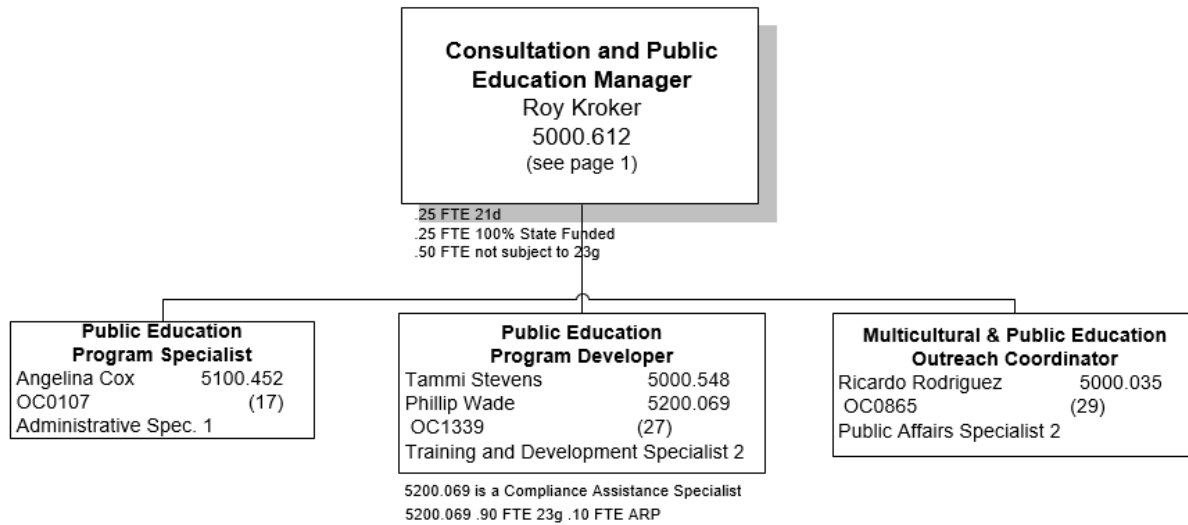 Consultation and Public
Education Manager
Roy Kroker
5000.612
(see page 1)
.25 FTE 21d
.25 FTE 100% State Funded
.50 FTE not subject to 23g
Public Education
Program Specialist
Angelina Cox 5100.452
OC0107 (17)
Administrative Spec. 1
Public Education
Program Developer
Tammi Stevens 5000.548
Phillip Wade 5200.069
OC1339 (27)
Training and Development Specialist 2
5200.069 is a Compliance Assistance Specialist
5200.069 .90 FTE 23g .10 FTE ARP
Multicultural & Public Education
Outreach Coordinator
Ricardo Rodriguez 5000.035
OC0865 (29)
Public Affairs Specialist 2